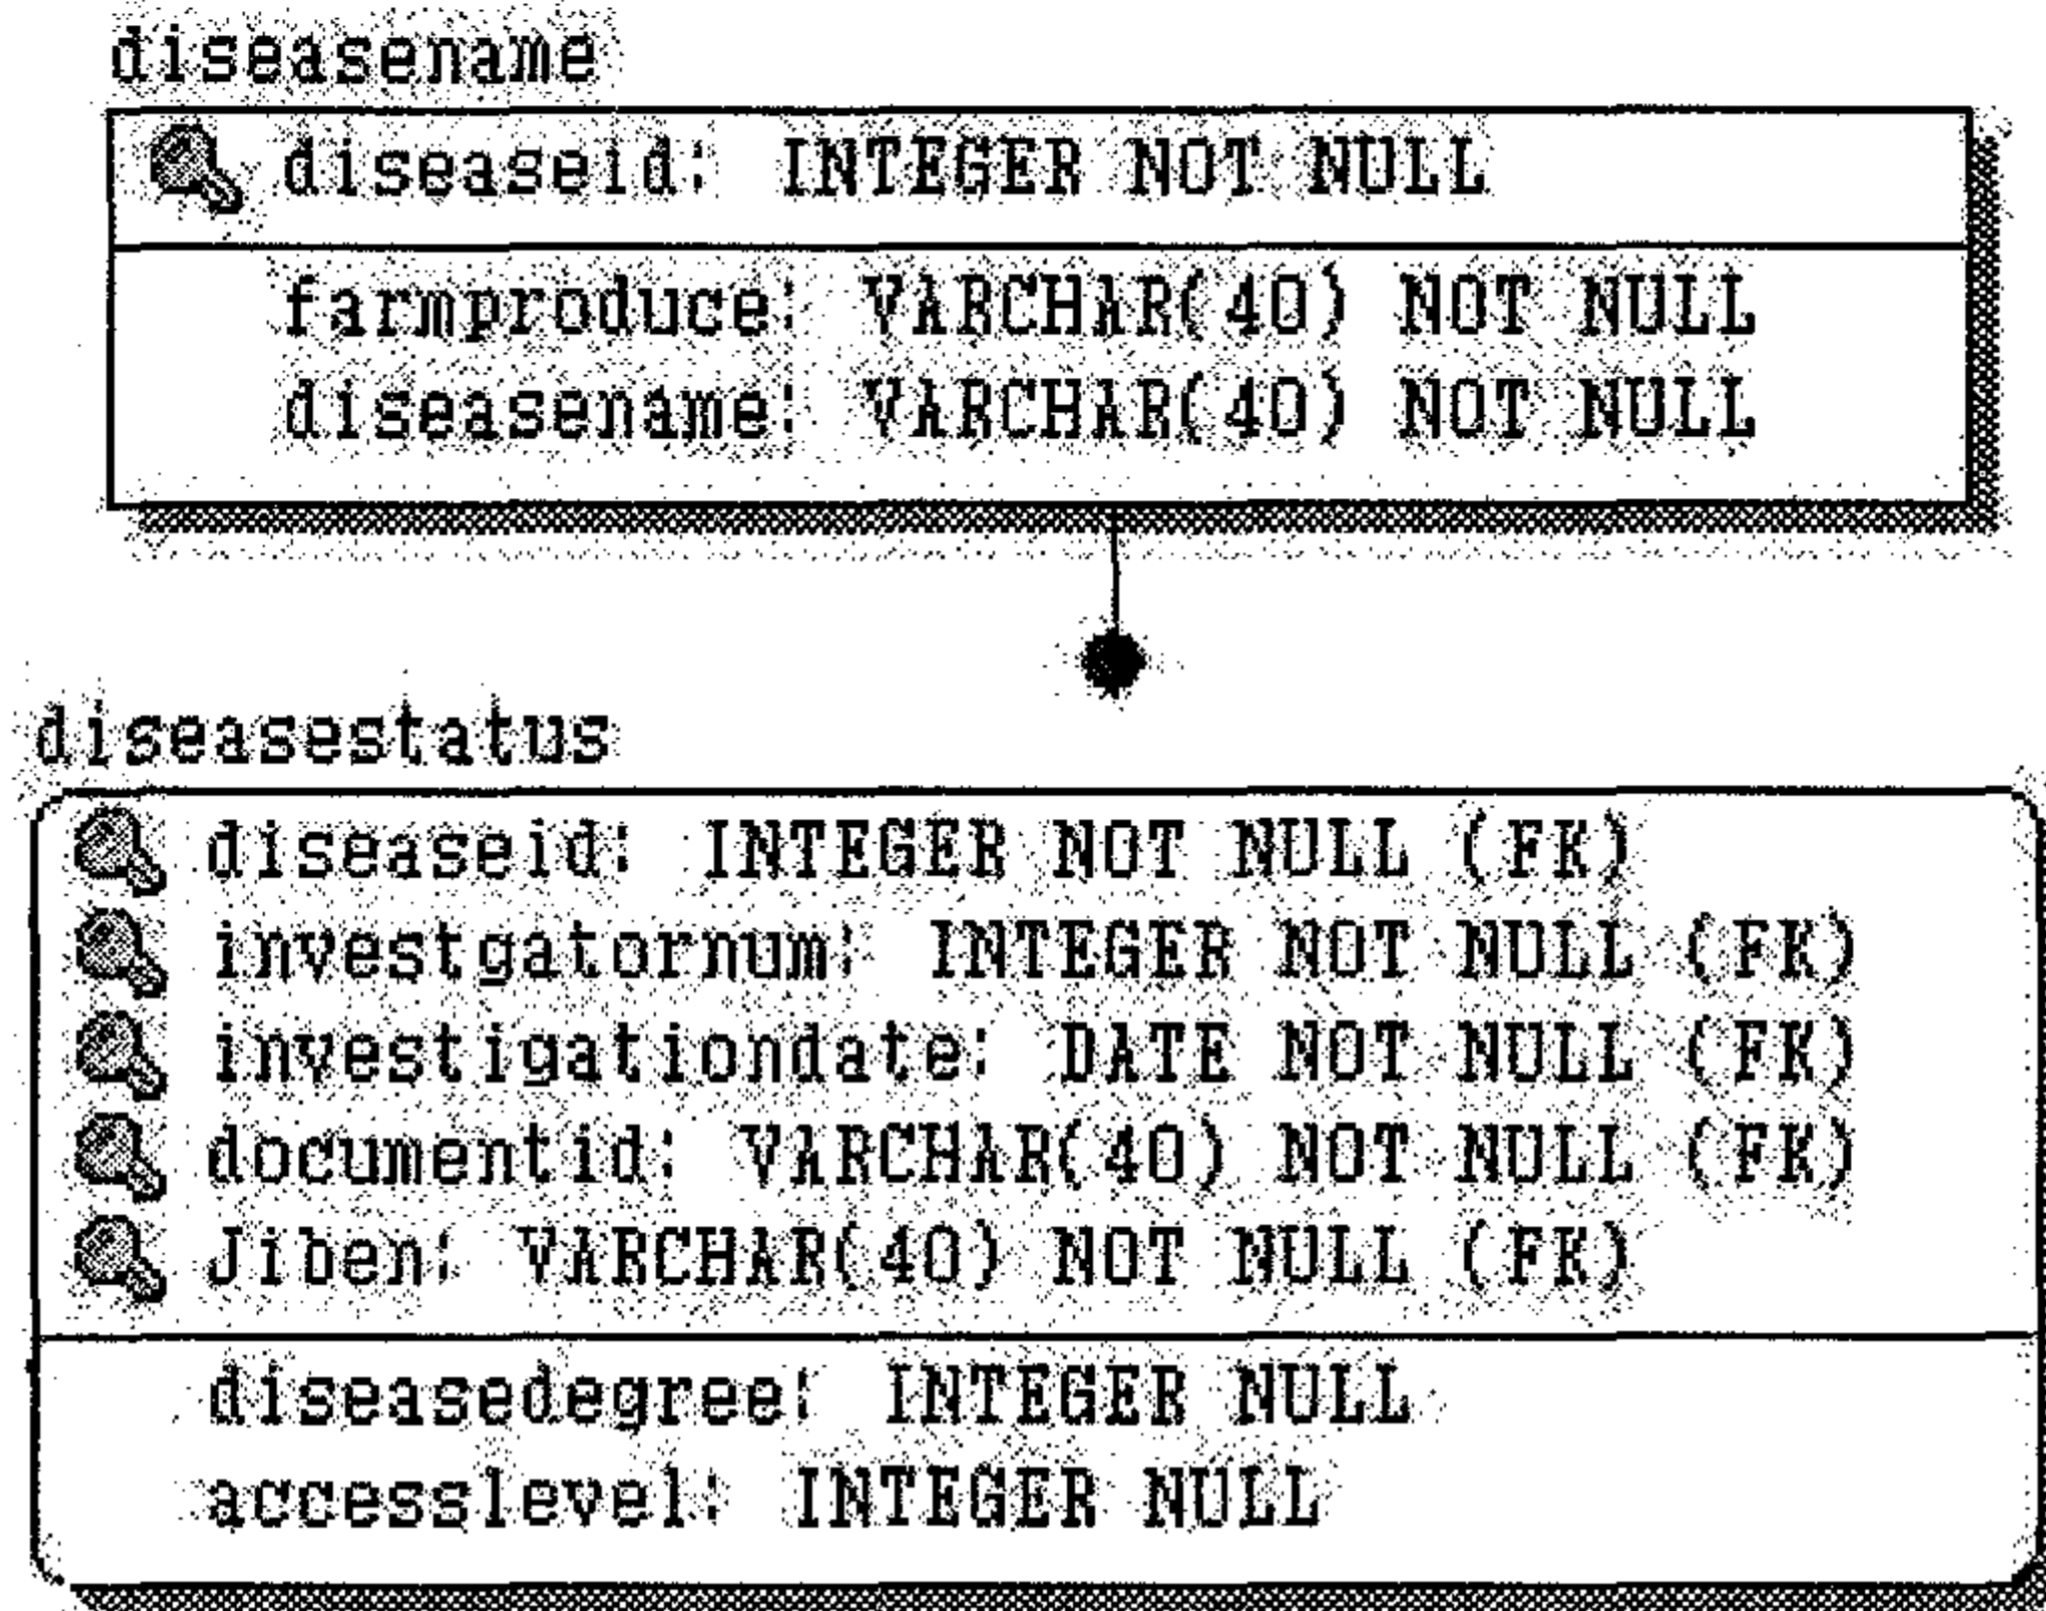 diseasename
diseaseid: INTEGER NOT NULL
farmproduce: VARCHAR(40) NOT NULL
diseasename: VARCHAR(40) NOT NULL
diseasestatus
diseaseid: INTEGER NOT NULL (FK)
investgatornum: INTEGER NOT NULL (FK)
investigationdate: DATE NOT NULL (FK)
documentid: VARCHAR(40) NOT NULL (FK)
Jiben: VARCHAR(40) NOT NULL (FK)
diseasedegree: INTEGER NULL
accesslevel: INTEGER NULL